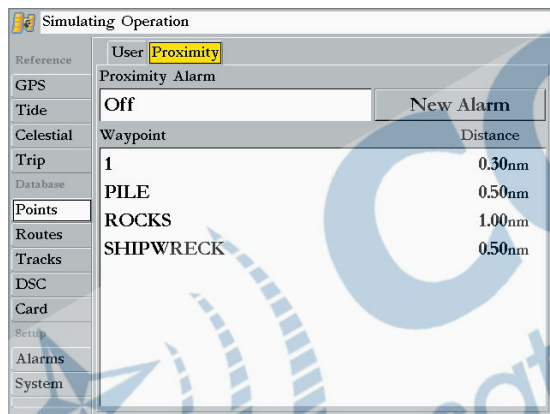 Simulating Operation
Reference
GPS
Tide
Celestial
Trip
Database
Points
Routes
Tracks
DSC
Card
Setup
Alarms
System
User Proximity
Proximity Alarm
Off New Alarm
Waypoint Distance
1 0.30nm
PILE 0.50nm
ROCKS 1.00nm
SHIPWRECK 0.50nm